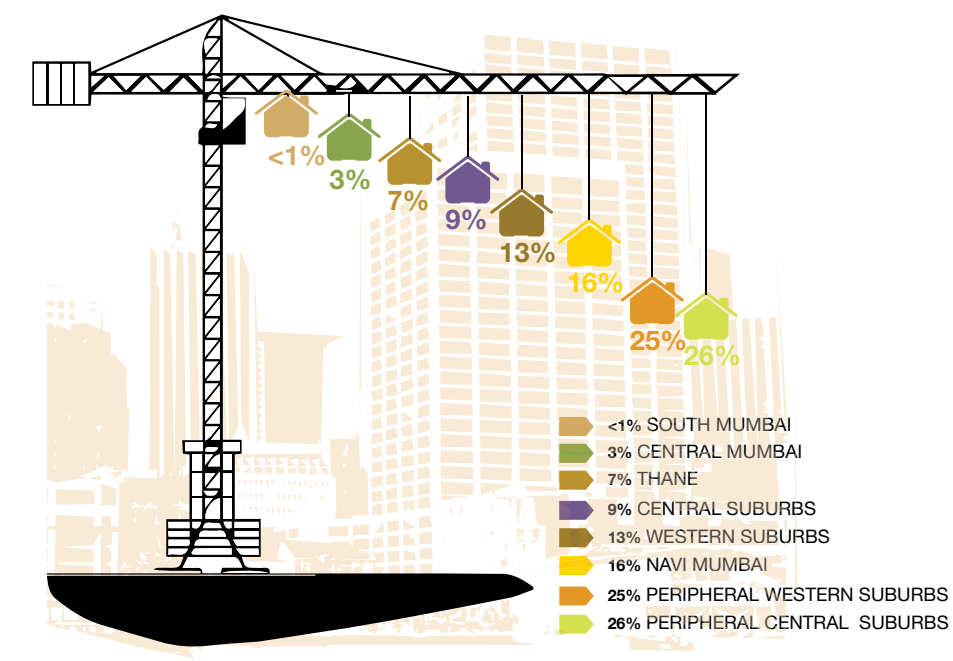 <1%
3%
7%
9%
13%
16%
25%
26%
<1% SOUTH MUMBAI
3% CENTRAL MUMBAI
7% THANE
9% CENTRAL SUBURBS
13% WESTERN SUBURBS
16% NAVI MUMBAI
25% PERIPHERAL WESTERN SUBURBS
26% PERIPHERAL CENTRAL SUBURBS